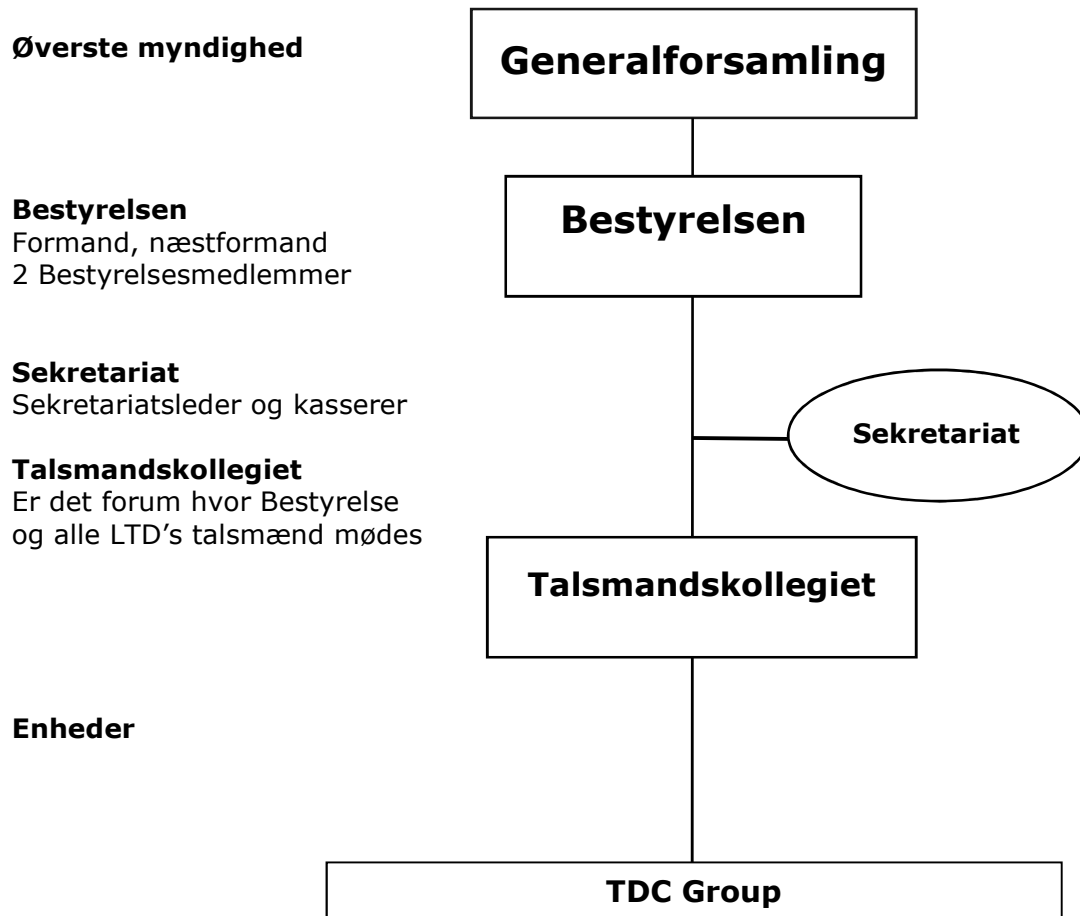 Øverste myndighed
Generalforsamling
Bestyrelsen
Formand, næstformand
2 Bestyrelsesmedlemmer
Bestyrelsen
Sekretariat
Sekretariatsleder og kasserer
Sekretariat
Talsmandskollegiet
Er det forum hvor Bestyrelse
og alle LTD’s talsmænd mødes
Talsmandskollegiet
Enheder
TDC Group